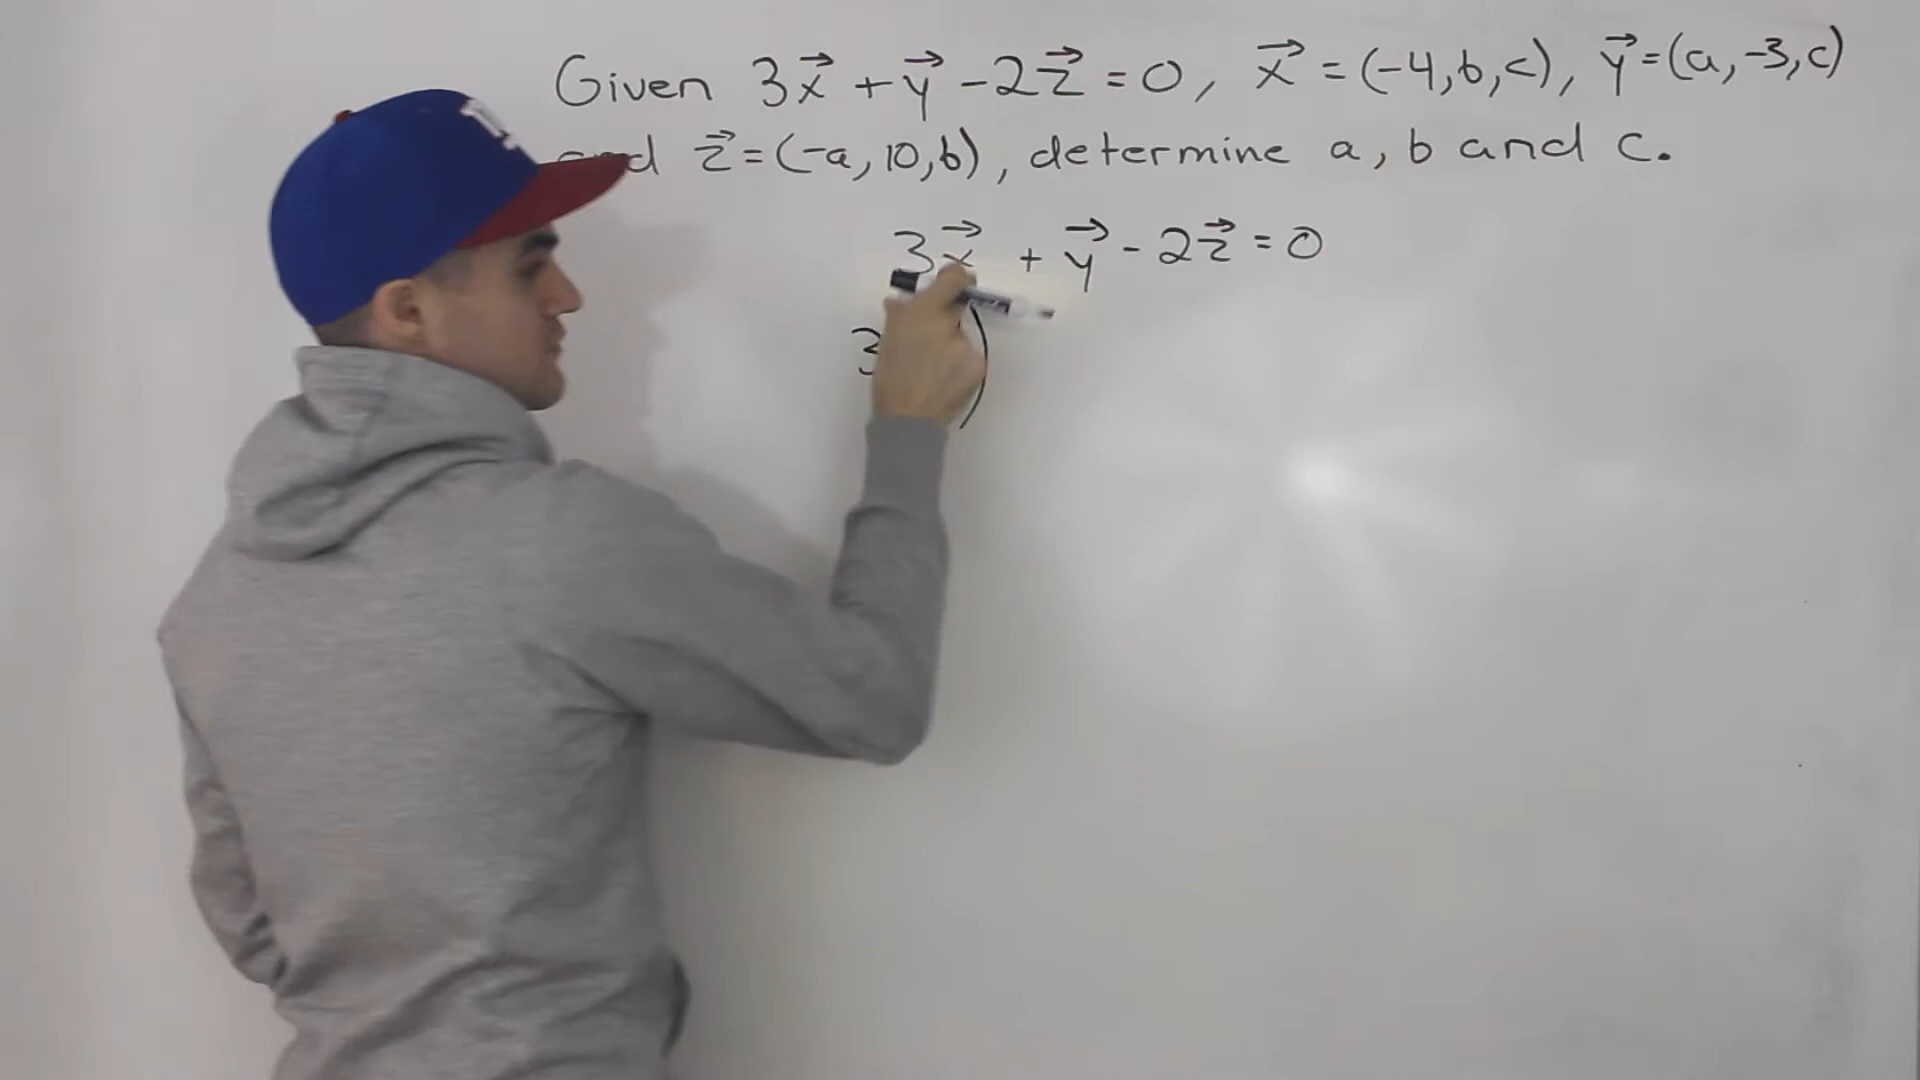 Given 3x⃗ + y⃗ - 2z⃗ = 0, x⃗ = (-4, b, c), y⃗ = (a, -3, c)
and z⃗ = (-a, 10, b), determine a, b and c.
3x⃗ + y⃗ - 2z⃗ = 0
3 )